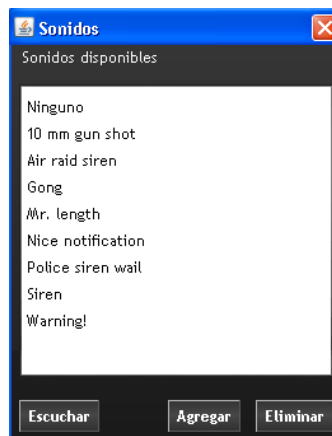 Sonidos
Sonidos disponibles
Ninguno
10 mm gun shot
Air raid siren
Gong
Mr. length
Nice notification
Police siren wail
Siren
Warning!
Escuchar Agregar Eliminar